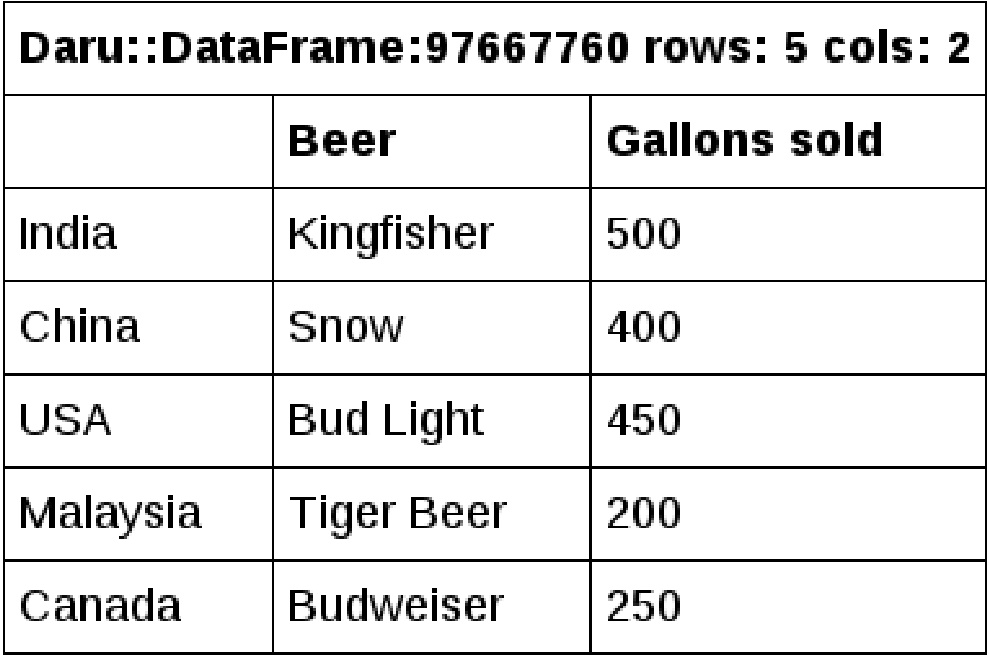 Daru::DataFrame:97667760 rows: 5 cols: 2
Beer Gallons sold
India Kingfisher 500
China Snow 400
USA Bud Light 450
Malaysia Tiger Beer 200
Canada Budweiser 250